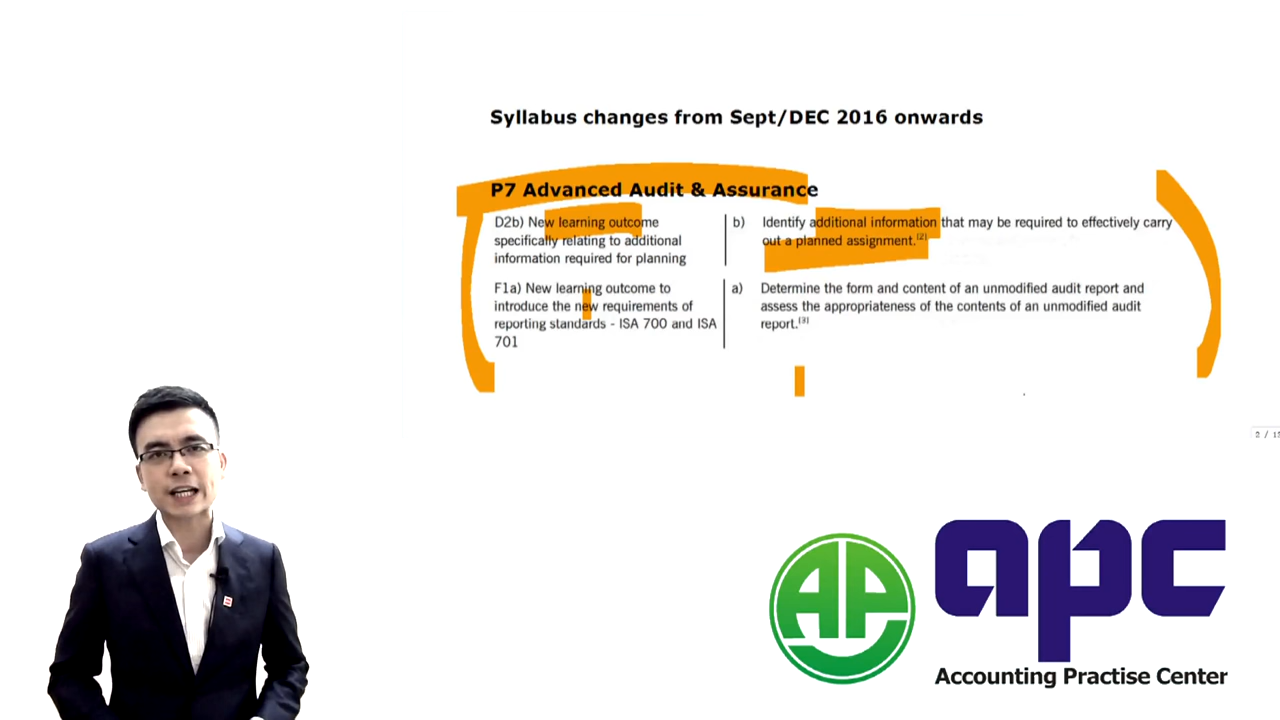 Syllabus changes from Sept/DEC 2016 onwards
P7 Advanced Audit & Assurance
D2b) New learning outcome
specifically relating to additional
information required for planning
b) Identify additional information that may be required to effectively carry
out a planned assignment.[2]
F1a) New learning outcome to
introduce the new requirements of
reporting standards - ISA 700 and ISA
701
a) Determine the form and content of an unmodified audit report and
assess the appropriateness of the contents of an unmodified audit
report.[3]
AP
apc
Accounting Practise Center